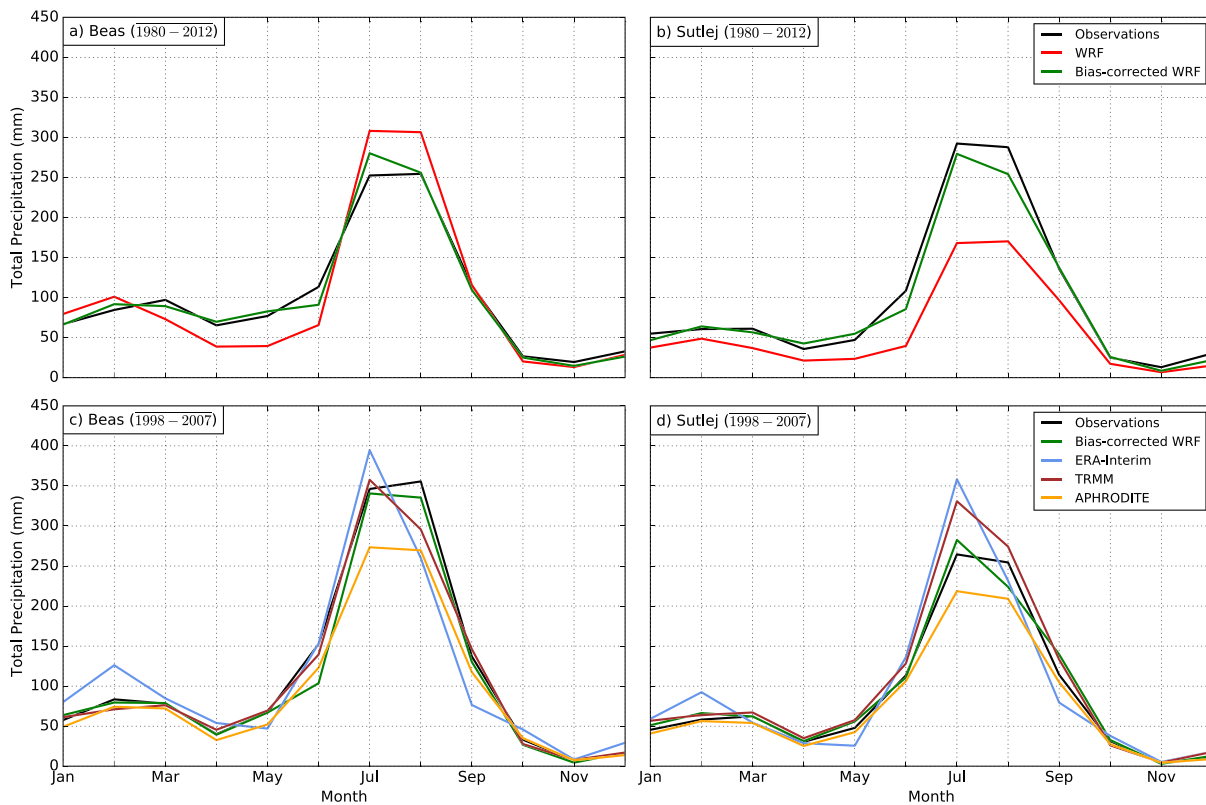 a) Beas (1980 − 2012)
b) Sutlej (1980 − 2012)
Observations
WRF
Bias-corrected WRF
450
400
350
300
250
200
150
100
50
0
Total Precipitation (mm)
c) Beas (1998 − 2007)
d) Sutlej (1998 − 2007)
Observations
Bias-corrected WRF
ERA-Interim
TRMM
APHRODITE
450
400
350
300
250
200
150
100
50
0
Total Precipitation (mm)
Jan Mar May Jul Sep Nov
Month
Jan Mar May Jul Sep Nov
Month